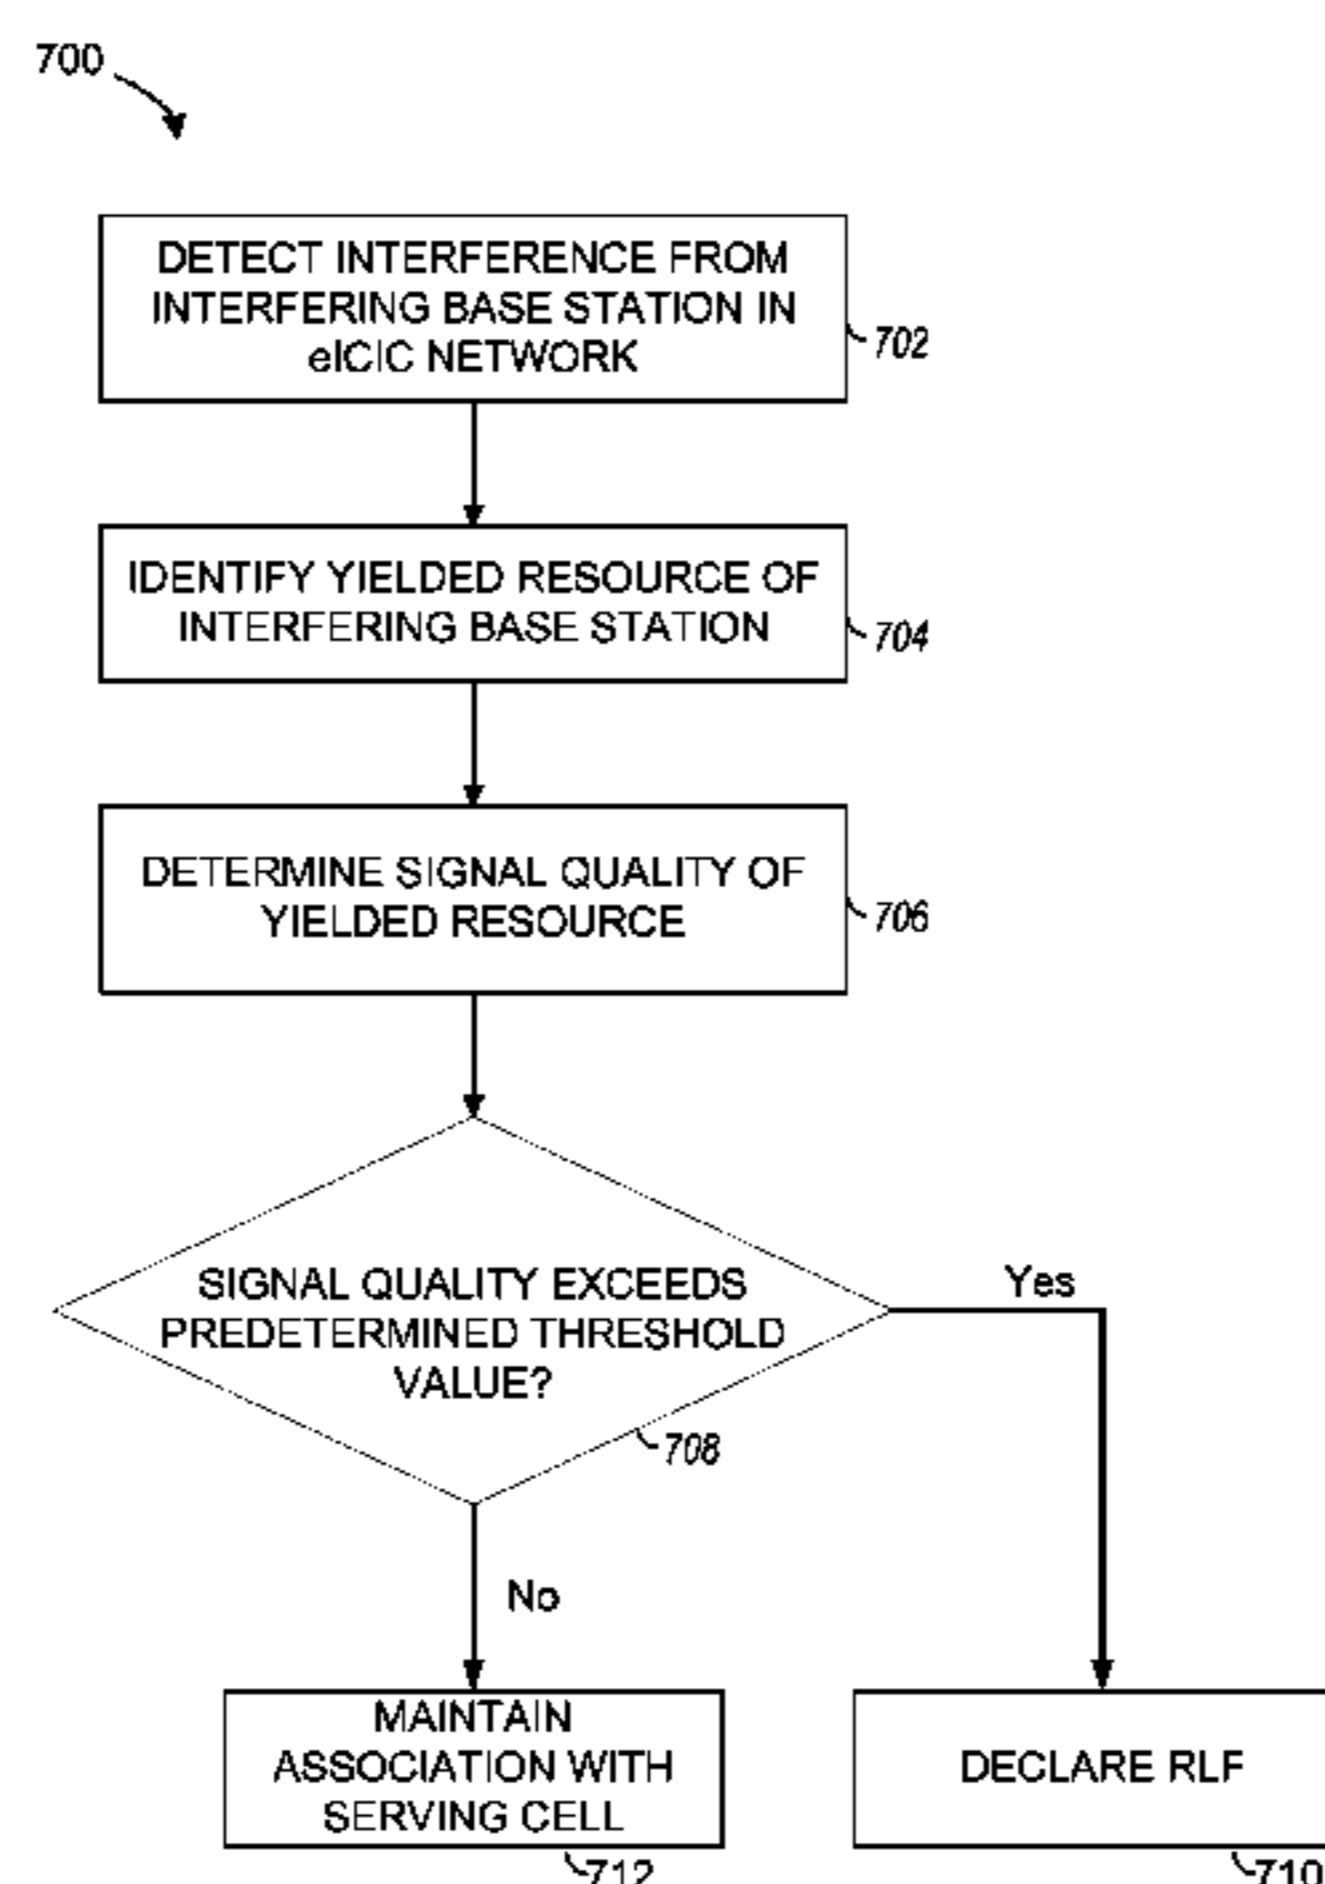 700
DETECT INTERFERENCE FROM
INTERFERING BASE STATION IN
eICIC NETWORK
702
IDENTIFY YIELDED RESOURCE OF
INTERFERING BASE STATION
704
DETERMINE SIGNAL QUALITY OF
YIELDED RESOURCE
706
SIGNAL QUALITY EXCEEDS
PREDETERMINED THRESHOLD
VALUE?
708
Yes
No
MAINTAIN
ASSOCIATION WITH
SERVING CELL
712
DECLARE RLF
710